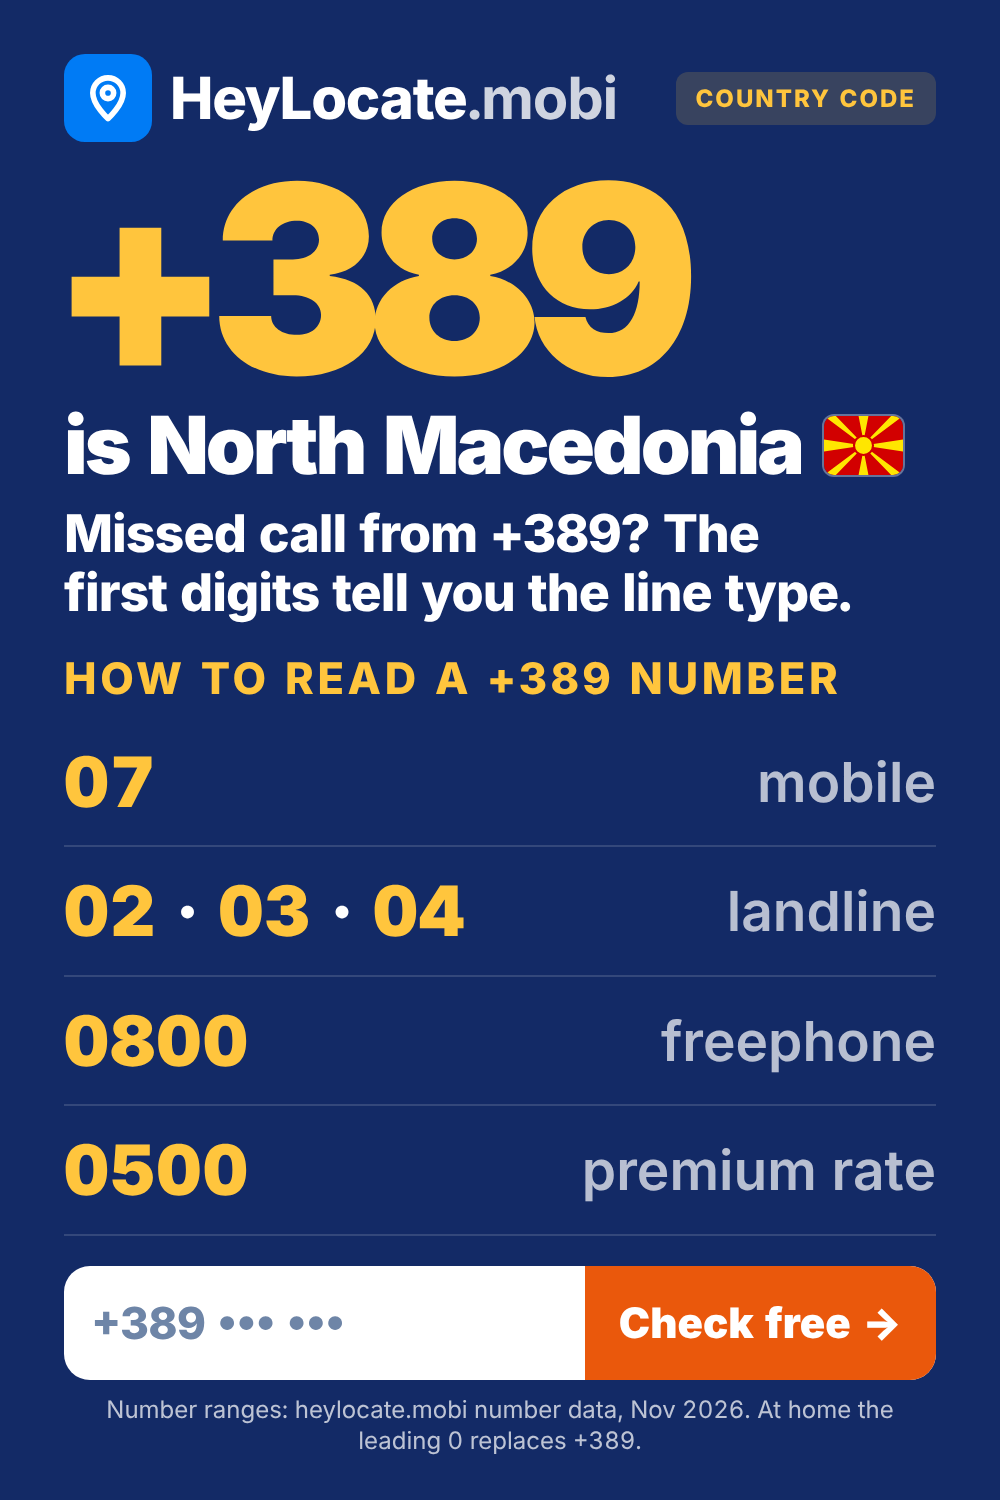 HeyLocate.mobi
COUNTRY CODE
+389
is North Macedonia
Missed call from +389? The
first digits tell you the line type.
HOW TO READ A +389 NUMBER
07 mobile
02 · 03 · 04 landline
0800 freephone
0500 premium rate
+389 ••• •••
Check free →
Number ranges: heylocate.mobi number data, Nov 2026. At home the
leading 0 replaces +389.